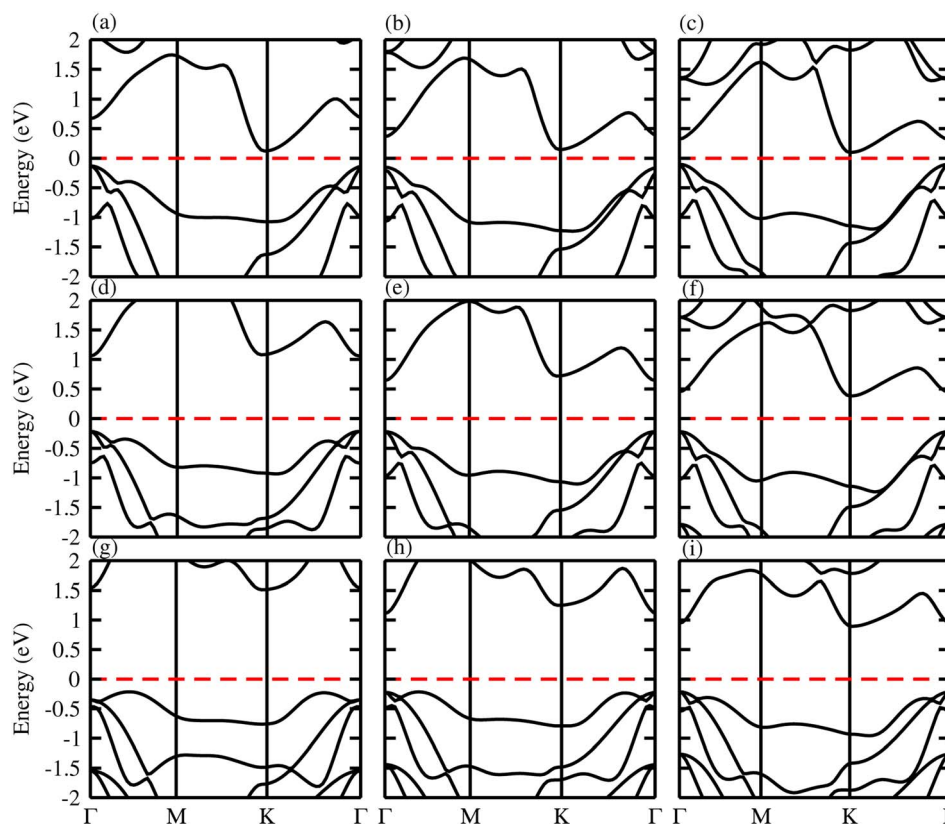 (a) (b) (c)
2 1.5 1 0.5 0 -0.5 -1 -1.5 -2
Energy (eV)
(d) (e) (f)
2 1.5 1 0.5 0 -0.5 -1 -1.5 -2
Energy (eV)
(g) (h) (i)
2 1.5 1 0.5 0 -0.5 -1 -1.5 -2
Energy (eV)
Γ M K Γ Γ M K Γ Γ M K